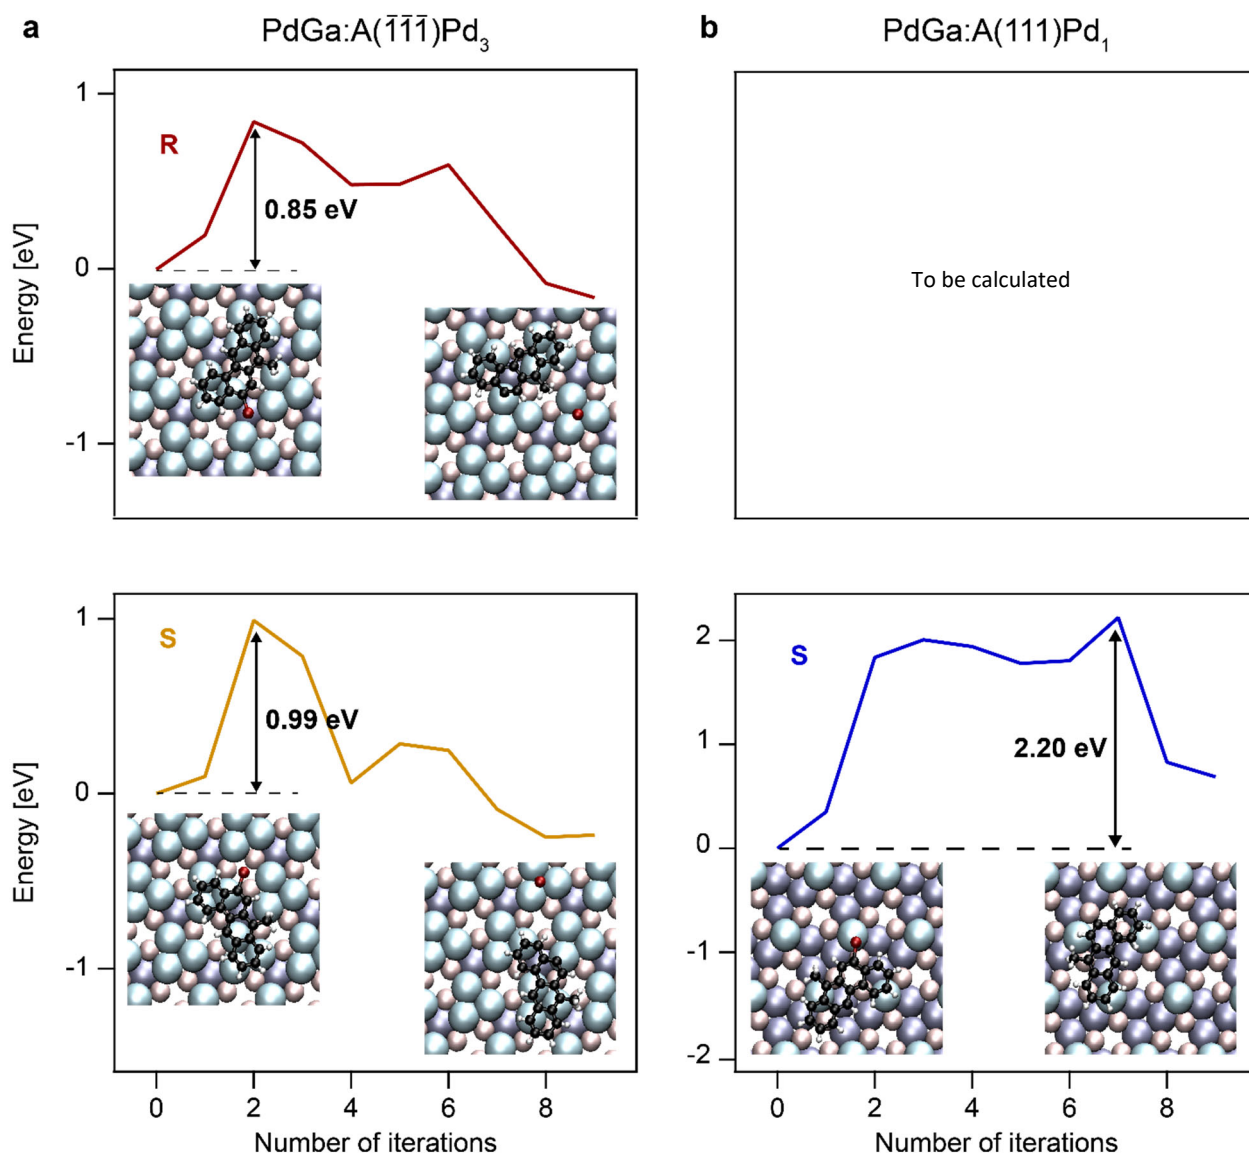 a PdGa:A(1̅1̅1̅)Pd₃
b PdGa:A(111)Pd₁
Energy [eV]
1
0
-1
R
0.85 eV
To be calculated
Energy [eV]
1
0
-1
S
0.99 eV
0 2 4 6 8
Number of iterations
2
1
0
-1
-2
S
2.20 eV
0 2 4 6 8
Number of iterations